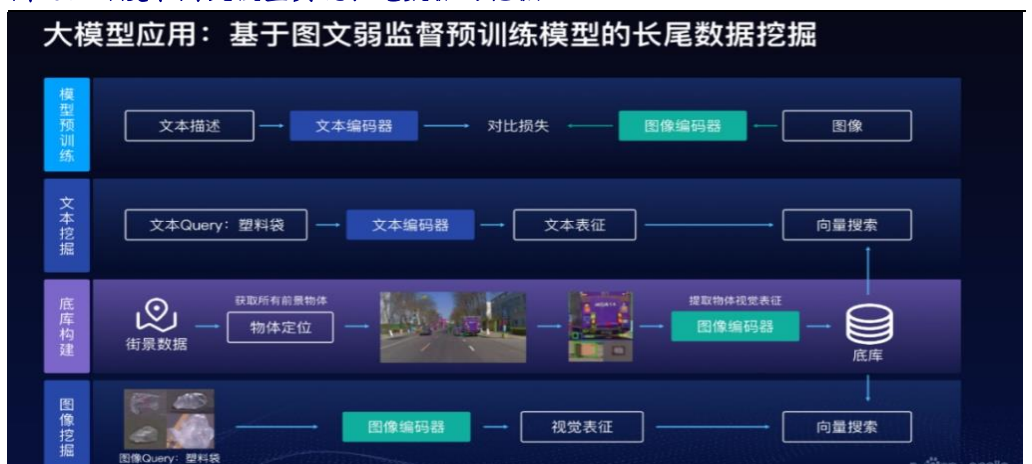 大模型应用：基于图文弱监督预训练模型的长尾数据挖掘
模型预训练
文本描述
文本编码器
对比损失
图像编码器
图像
文本挖掘
文本Query：塑料袋
文本编码器
文本表征
向量搜索
底库构建
街景数据
获取所有前景物体
物体定位
提取物体视觉表征
图像编码器
底库
图像挖掘
图像Query：塑料袋
图像编码器
视觉表征
向量搜索